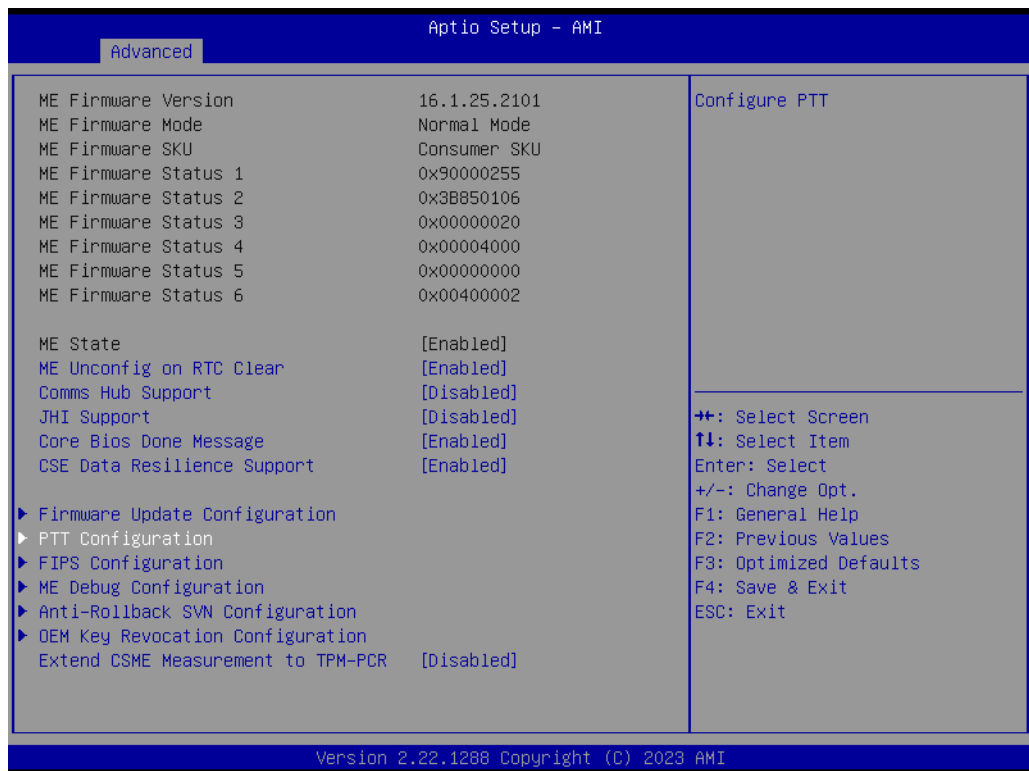 Aptio Setup – AMI
Advanced
ME Firmware Version 16.1.25.2101
ME Firmware Mode Normal Mode
ME Firmware SKU Consumer SKU
ME Firmware Status 1 0x90000255
ME Firmware Status 2 0x3B850106
ME Firmware Status 3 0x00000020
ME Firmware Status 4 0x00004000
ME Firmware Status 5 0x00000000
ME Firmware Status 6 0x00400002
ME State [Enabled]
ME Unconfig on RTC Clear [Enabled]
Comms Hub Support [Disabled]
JHI Support [Disabled]
Core Bios Done Message [Enabled]
CSE Data Resilience Support [Enabled]
Firmware Update Configuration
PTT Configuration
FIPS Configuration
ME Debug Configuration
Anti-Rollback SVN Configuration
OEM Key Revocation Configuration
Extend CSME Measurement to TPM-PCR [Disabled]
Configure PTT
→←: Select Screen
↑↓: Select Item
Enter: Select
+/-: Change Opt.
F1: General Help
F2: Previous Values
F3: Optimized Defaults
F4: Save & Exit
ESC: Exit
Version 2.22.1288 Copyright (C) 2023 AMI